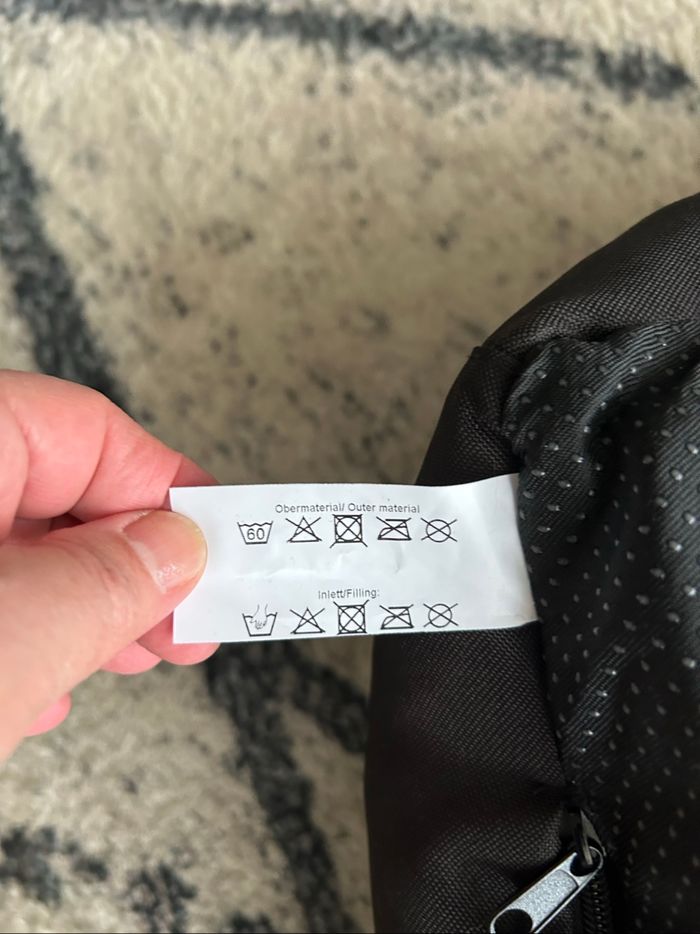 Obermaterial/ Outer material
60
Inlett/Filling: